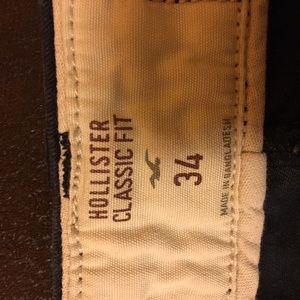 HOLLISTER
CLASSIC FIT
34
MADE IN BANGLADESH